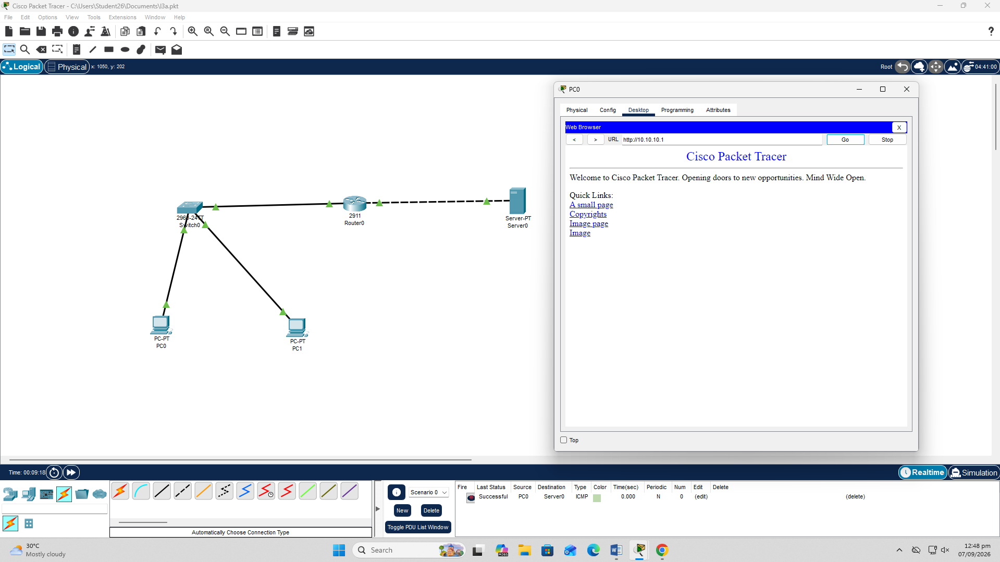 Cisco Packet Tracer - C:\Users\Student26\Documents\l3a.pkt
File Edit Options View Tools Extensions Window Help
?
Logical Physical x: 1050, y: 202 Root 04:41:00
PC0
Physical Config Desktop Programming Attributes
Web Browser X
< > URL http://10.10.10.1 Go Stop
Cisco Packet Tracer
Welcome to Cisco Packet Tracer. Opening doors to new opportunities. Mind Wide Open.
Quick Links:
A small page
Copyrights
Image page
Image
Top
2960-24TT
Switch0
2911
Router0
Server-PT
Server0
PC-PT
PC0
PC-PT
PC1
Time: 00:09:18 Realtime Simulation
Scenario 0
New Delete
Toggle PDU List Window
Automatically Choose Connection Type
Fire Last Status Source Destination Type Color Time(sec) Periodic Num Edit Delete
Successful PC0 Server0 ICMP 0.000 N 0 (edit) (delete)
30°C
Mostly cloudy
Search
M365
12:48 pm
07/09/2026